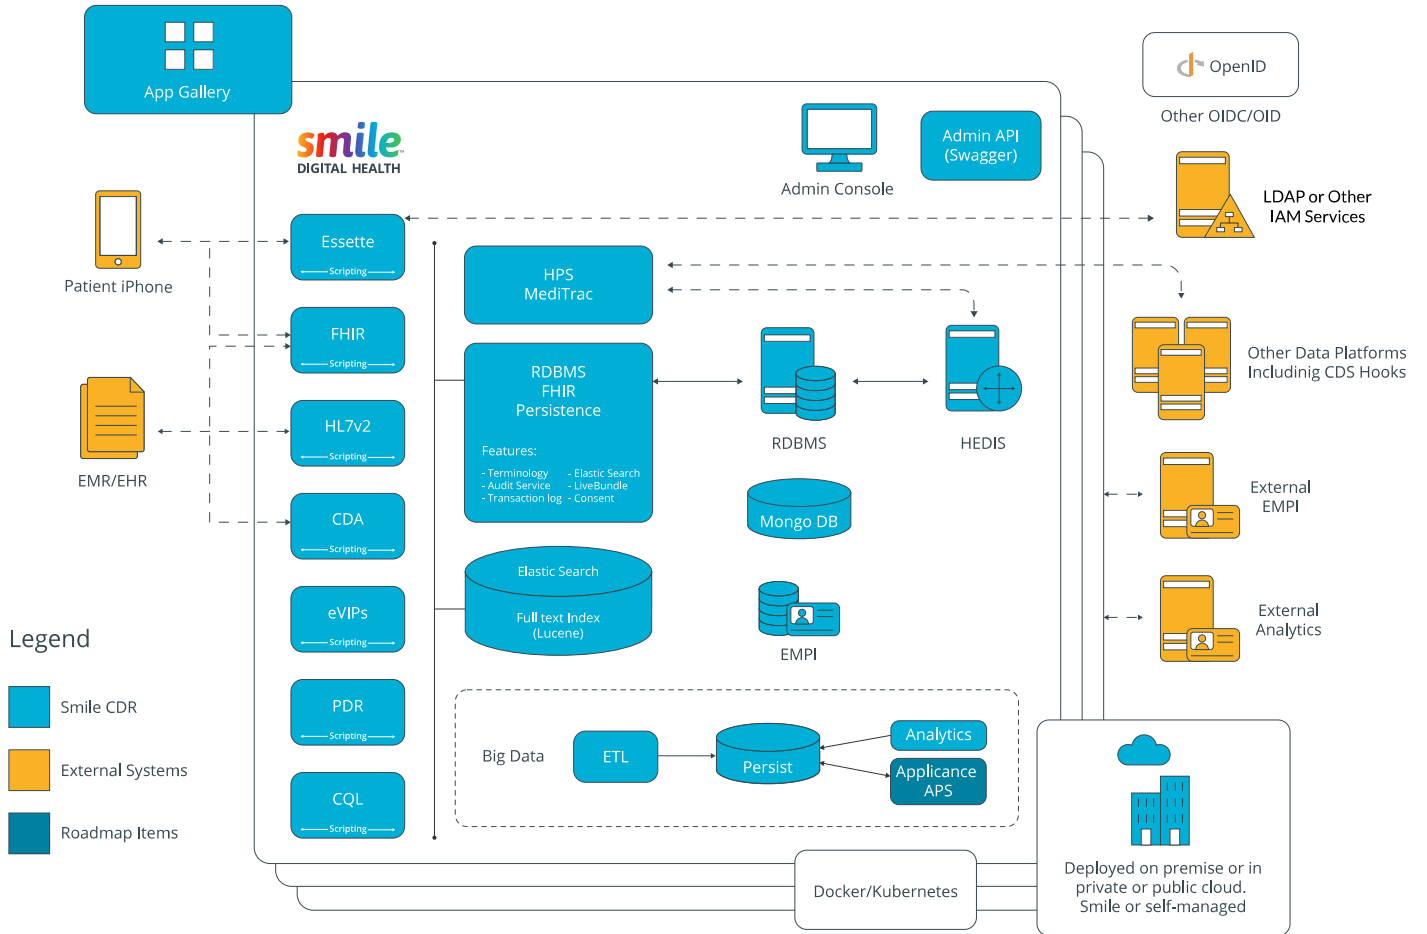 App Gallery
smile
DIGITAL HEALTH
Admin Console
Admin API
(Swagger)
OpenID
Other OIDC/OID
LDAP or Other
IAM Services
Patient iPhone
EMR/EHR
Essette
Scripting
FHIR
Scripting
HL7v2
Scripting
CDA
Scripting
eVIPs
Scripting
PDR
Scripting
CQL
Scripting
HPS
MediTrac
RDBMS
FHIR
Persistence
Features:
- Terminology
- Audit Service
- Transaction log
- Elastic Search
- LiveBundle
- Consent
Elastic Search
Full text Index
(Lucene)
RDBMS
HEDIS
Mongo DB
EMPI
Other Data Platforms
Includinig CDS Hooks
External
EMPI
External
Analytics
Big Data
ETL
Persist
Analytics
Applicance
APS
Legend
Smile CDR
External Systems
Roadmap Items
Docker/Kubernetes
Deployed on premise or in
private or public cloud.
Smile or self-managed